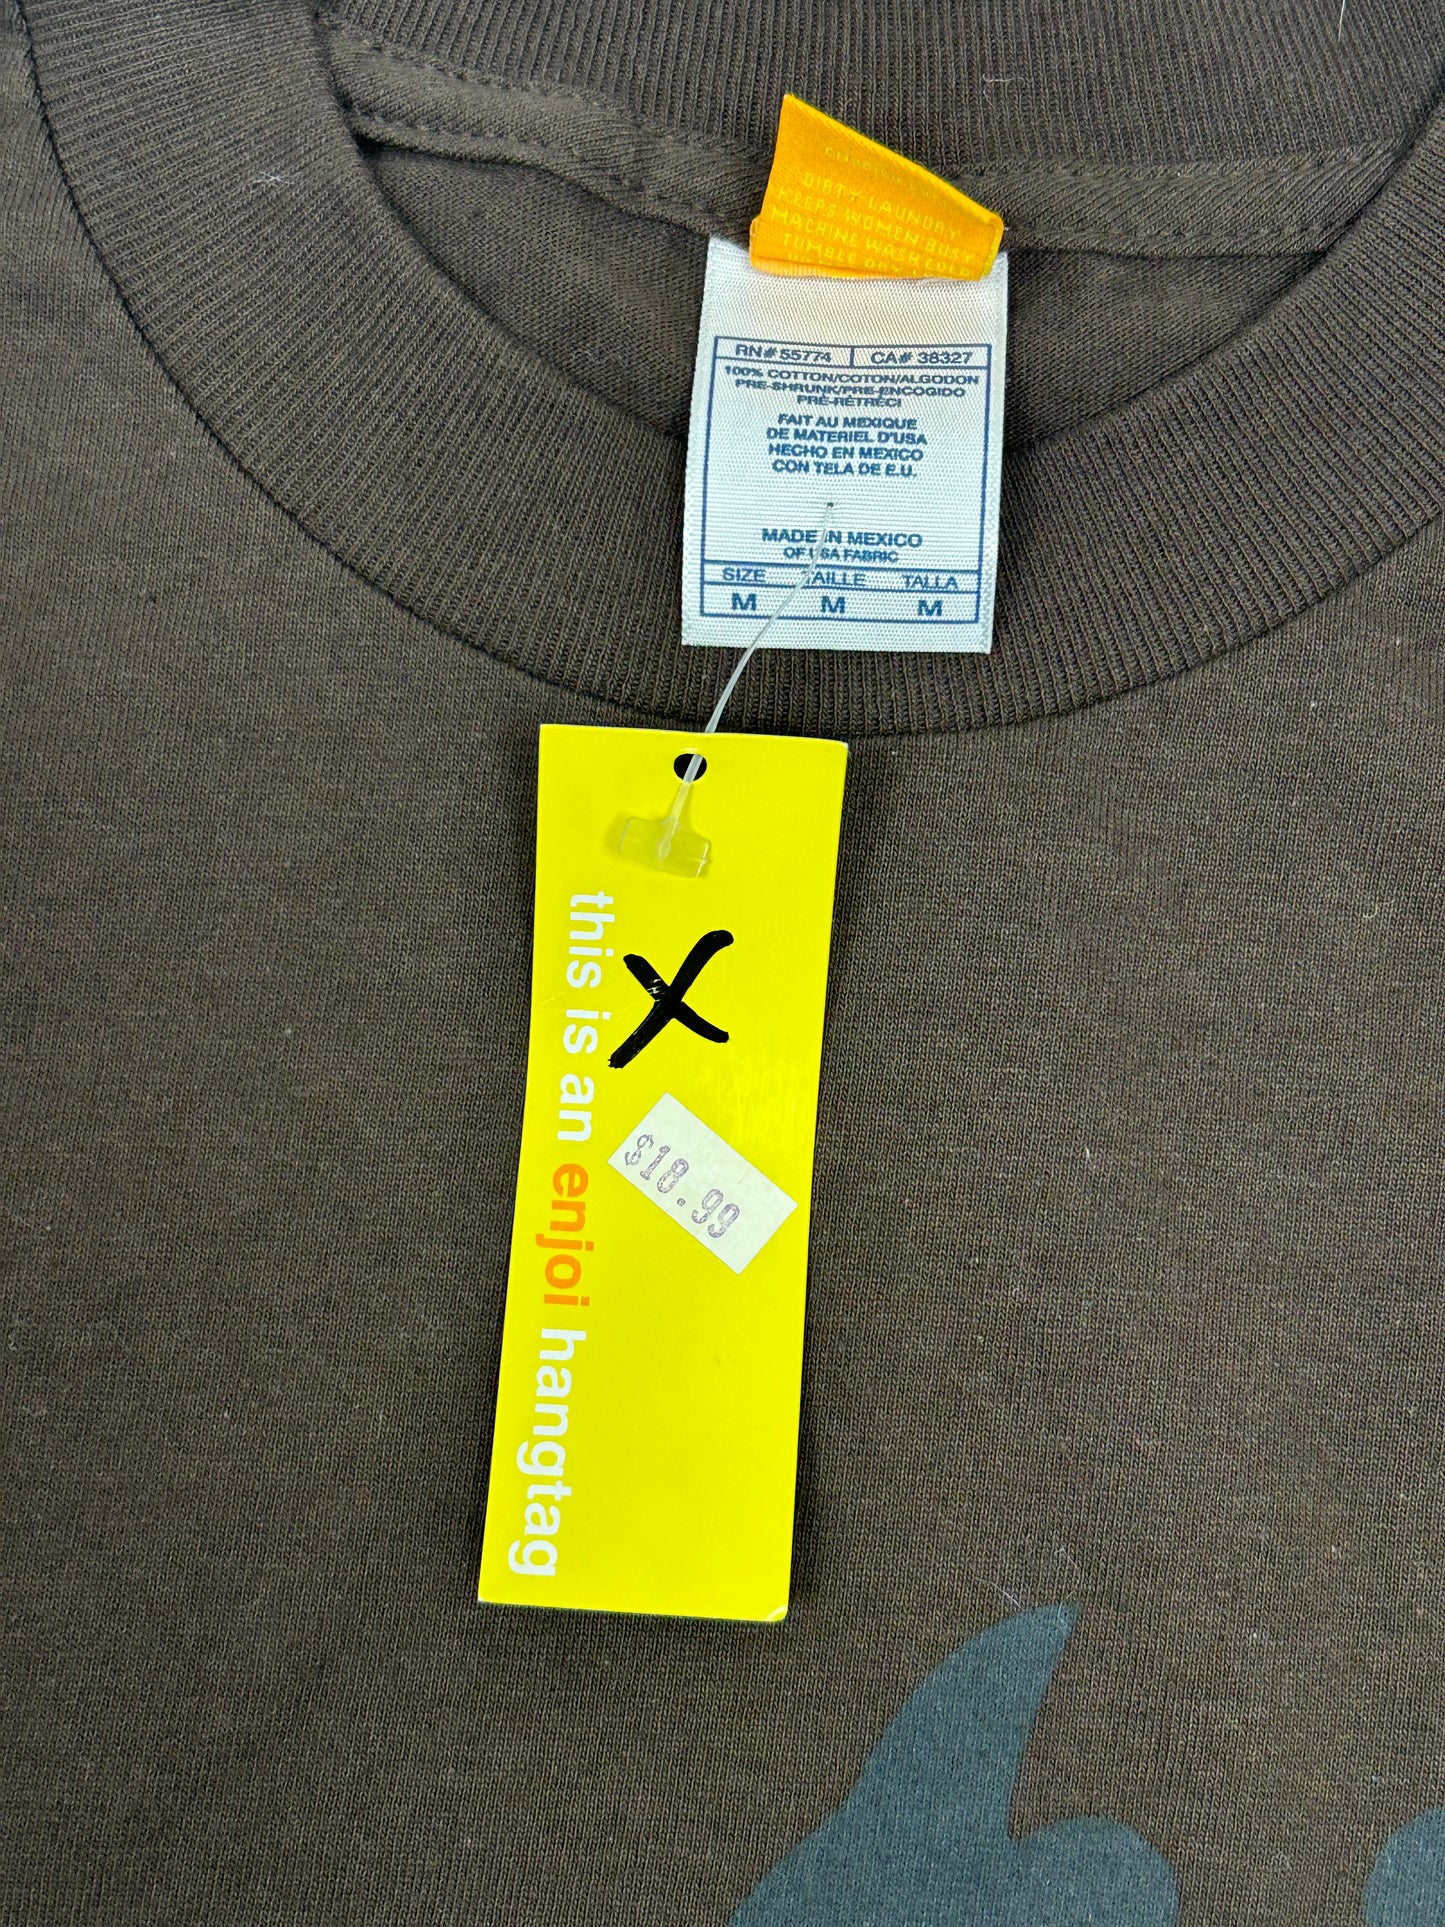 DIRTY LAUNDRY
KEEPS WOMEN BUSY
MACHINE WASH COLD
TUMBLE DRY
RN# 55774 CA# 38327
100% COTTON/COTON/ALGODON
PRE-SHRUNK/PRE-ENCOGIDO
PRÉ-RÉTRÉCI
FAIT AU MEXIQUE
DE MATERIEL D'USA
HECHO EN MEXICO
CON TELA DE E.U.
MADE IN MEXICO
OF USA FABRIC
SIZE TAILLE TALLA
M M M
this is an enjoi hangtag
X
$18.99